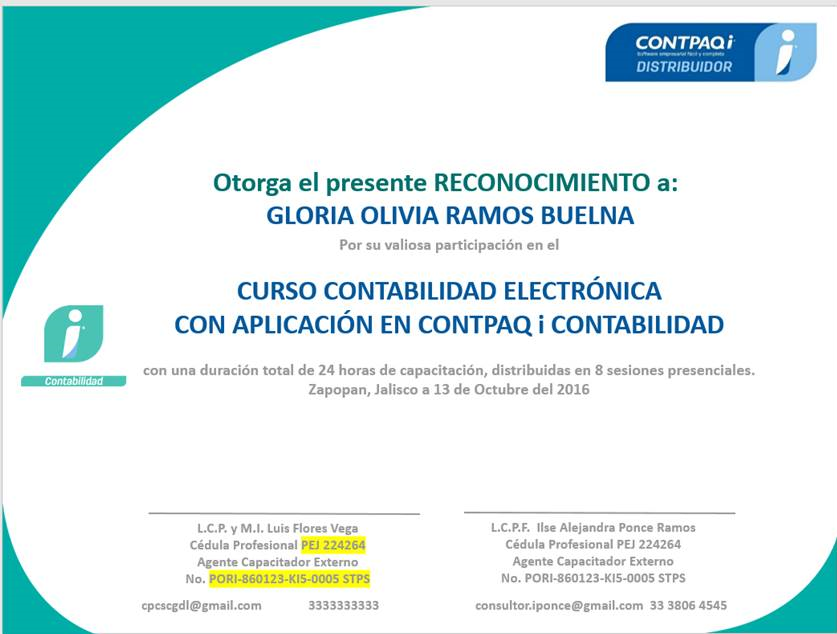 CONTPAQ i
Software empresarial fácil y completo
DISTRIBUIDOR
Otorga el presente RECONOCIMIENTO a:
GLORIA OLIVIA RAMOS BUELNA
Por su valiosa participación en el
CURSO CONTABILIDAD ELECTRÓNICA
CON APLICACIÓN EN CONTPAQ i CONTABILIDAD
Contabilidad
con una duración total de 24 horas de capacitación, distribuidas en 8 sesiones presenciales.
Zapopan, Jalisco a 13 de Octubre del 2016
L.C.P. y M.I. Luis Flores Vega
Cédula Profesional PEJ 224264
Agente Capacitador Externo
No. PORI-860123-KI5-0005 STPS
cpcscgdl@gmail.com 3333333333
L.C.P.F. Ilse Alejandra Ponce Ramos
Cédula Profesional PEJ 224264
Agente Capacitador Externo
No. PORI-860123-KI5-0005 STPS
consultor.iponce@gmail.com 33 3806 4545